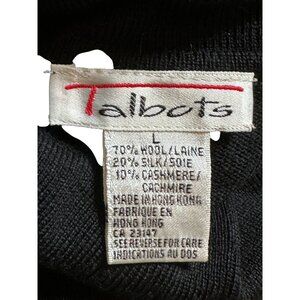 Talbots
L
70% WOOL/LAINE
20% SILK/SOIE
10% CASHMERE/
CACHMIRE
MADE IN HONG KONG
FABRIQUE EN
HONG KONG
CA 23147
SEE REVERSE FOR CARE
INDICATIONS AU DOS